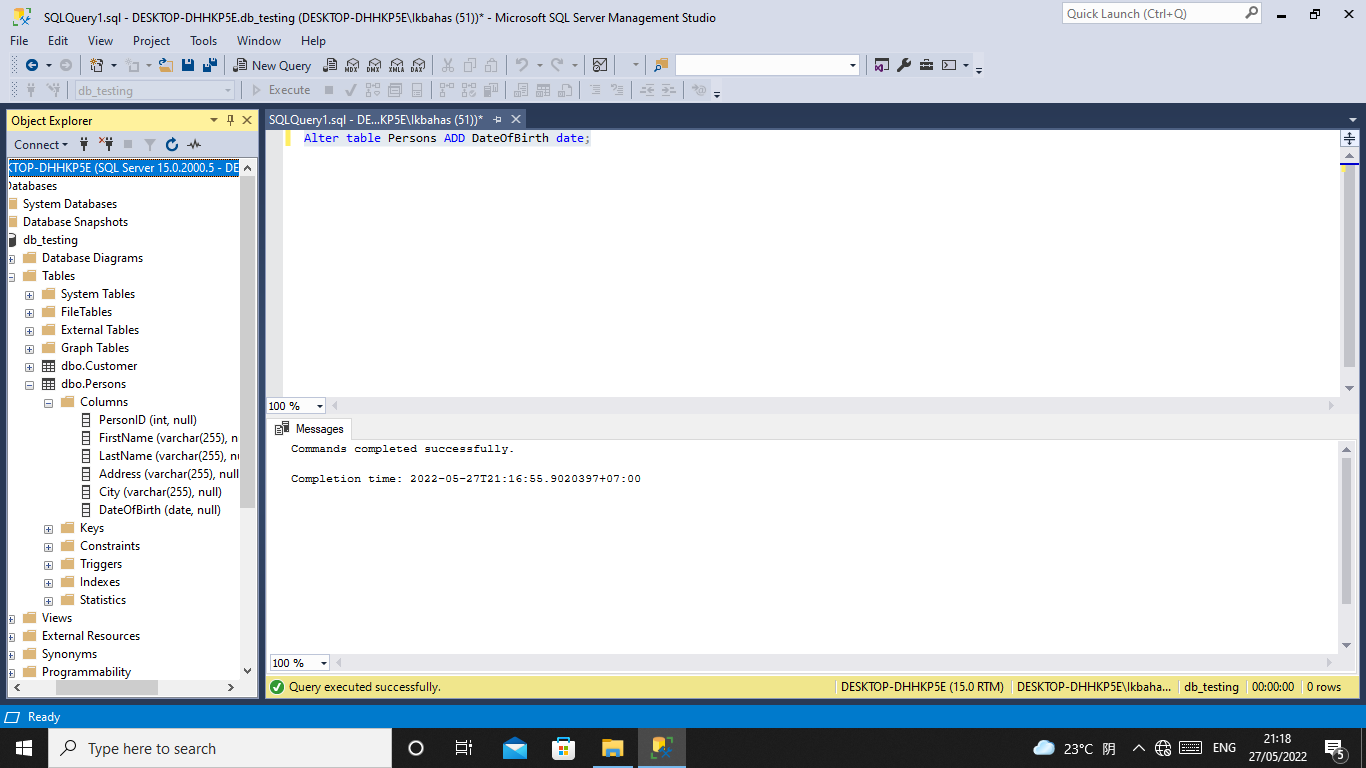 SQLQuery1.sql - DESKTOP-DHHKP5E.db_testing (DESKTOP-DHHKP5E\Ikbahas (51))* - Microsoft SQL Server Management Studio
Quick Launch (Ctrl+Q)
File Edit View Project Tools Window Help
New Query MDX DMX XMLA DAX
db_testing Execute
Object Explorer
SQLQuery1.sql - DE...KP5E\Ikbahas (51))*
Connect
Alter table Persons ADD DateOfBirth date;
KTOP-DHHKP5E (SQL Server 15.0.2000.5 - DE
Databases
System Databases
Database Snapshots
db_testing
Database Diagrams
Tables
System Tables
FileTables
External Tables
Graph Tables
dbo.Customer
dbo.Persons
Columns
PersonID (int, null)
FirstName (varchar(255), n
LastName (varchar(255), nu
Address (varchar(255), null
City (varchar(255), null)
DateOfBirth (date, null)
Keys
Constraints
Triggers
Indexes
Statistics
Views
External Resources
Synonyms
Programmability
100 %
Messages
Commands completed successfully.
Completion time: 2022-05-27T21:16:55.9020397+07:00
100 %
Query executed successfully. DESKTOP-DHHKP5E (15.0 RTM) DESKTOP-DHHKP5E\Ikbaha... db_testing 00:00:00 0 rows
Ready
Type here to search
23°C 阴 ENG
21:18
27/05/2022
5